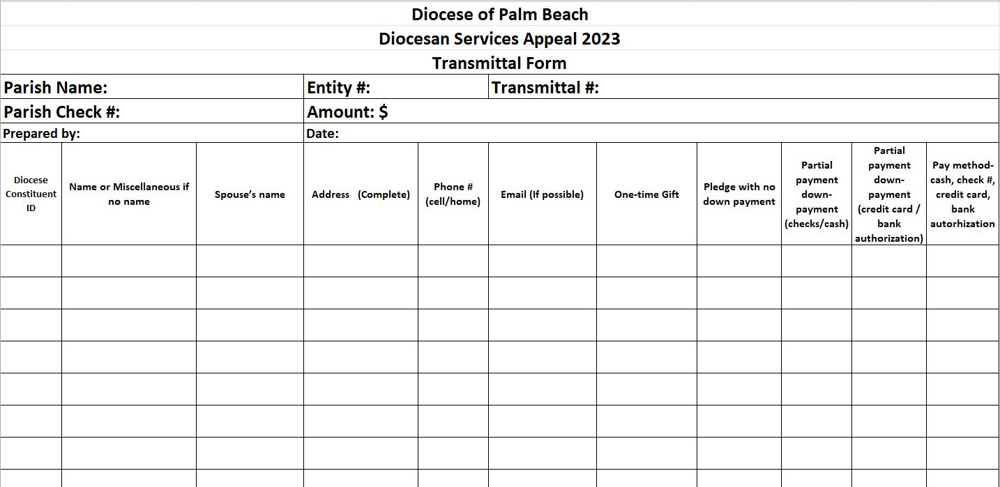 Diocese of Palm Beach
Diocesan Services Appeal 2023
Transmittal Form
Parish Name:
Entity #:
Transmittal #:
Parish Check #:
Amount: $
Prepared by:
Date:
Diocese
Constituent
ID
Name or Miscellaneous if
no name
Spouse’s name
Address (Complete)
Phone #
(cell/home)
Email (If possible)
One-time Gift
Pledge with no
down payment
Partial
payment
down-
payment
(checks/cash)
Partial
payment
down-
payment
(credit card /
bank
authorization)
Pay method-
cash, check #,
credit card,
bank
autorhization